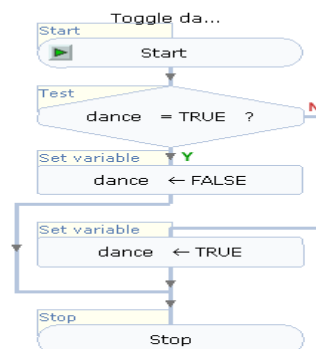 Toggle da...
Start
Start
Test
dance = TRUE ?
N
Set variable
Y
dance ← FALSE
Set variable
dance ← TRUE
Stop
Stop